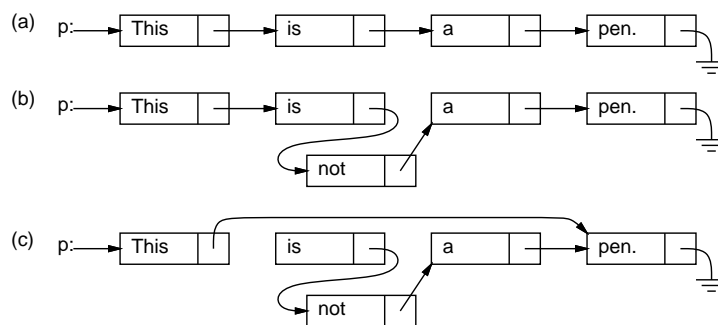 (a) p: This is a pen.
(b) p: This is a pen.
not
(c) p: This is a pen.
not